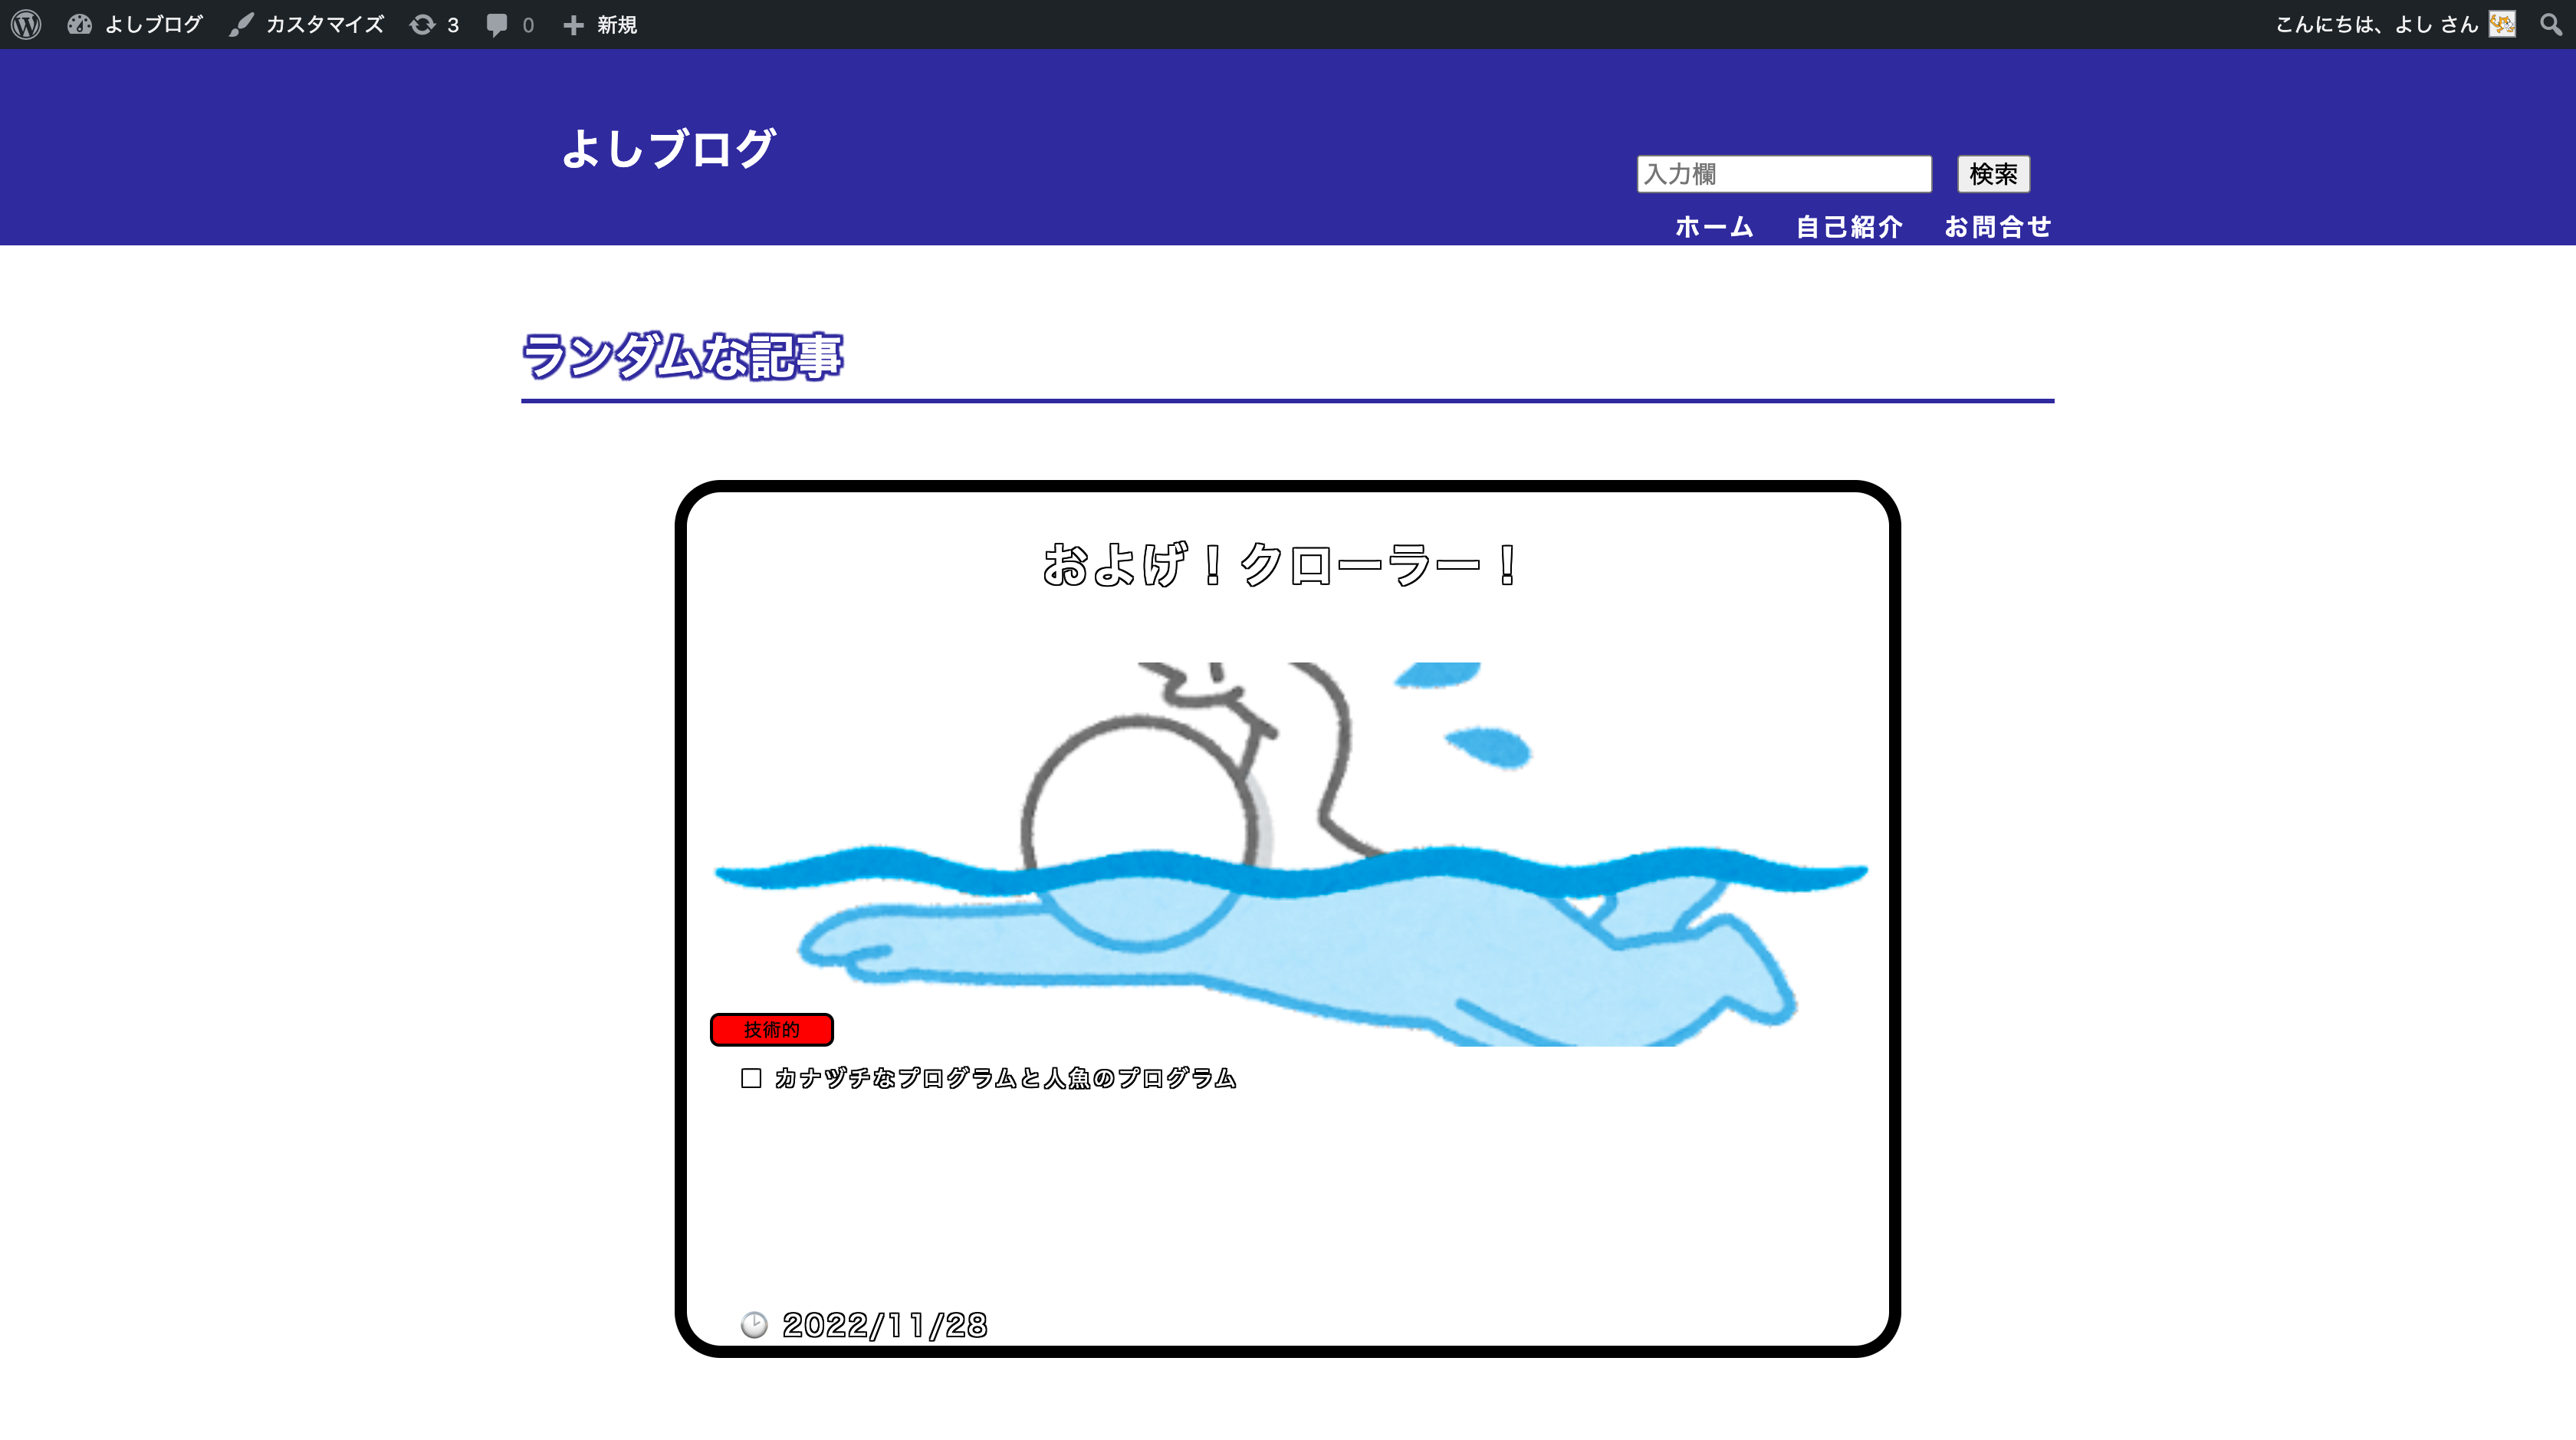 よしブログ カスタマイズ 3 0 新規 こんにちは、よし さん
よしブログ
入力欄 検索
ホーム 自己紹介 お問合せ
ランダムな記事
およげ！クローラー！
技術的
カナヅチなプログラムと人魚のプログラム
2022/11/28